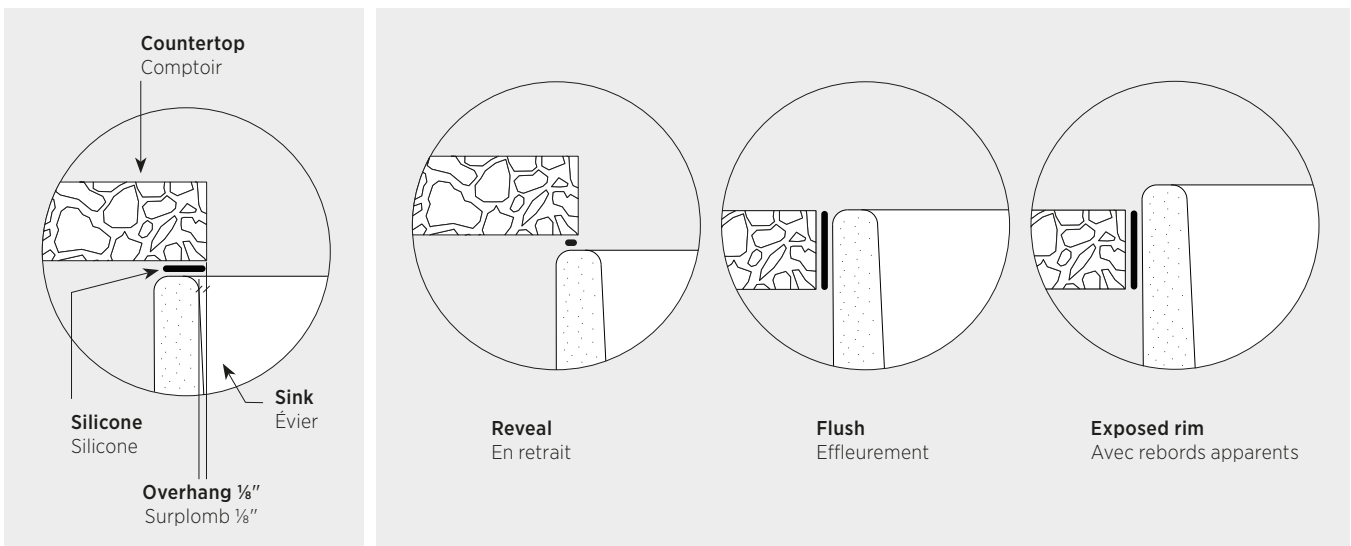 Countertop
Comptoir
Silicone
Silicone
Sink
Évier
Overhang ⅛"
Surplomb ⅛"
Reveal
En retrait
Flush
Effleurement
Exposed rim
Avec rebords apparents